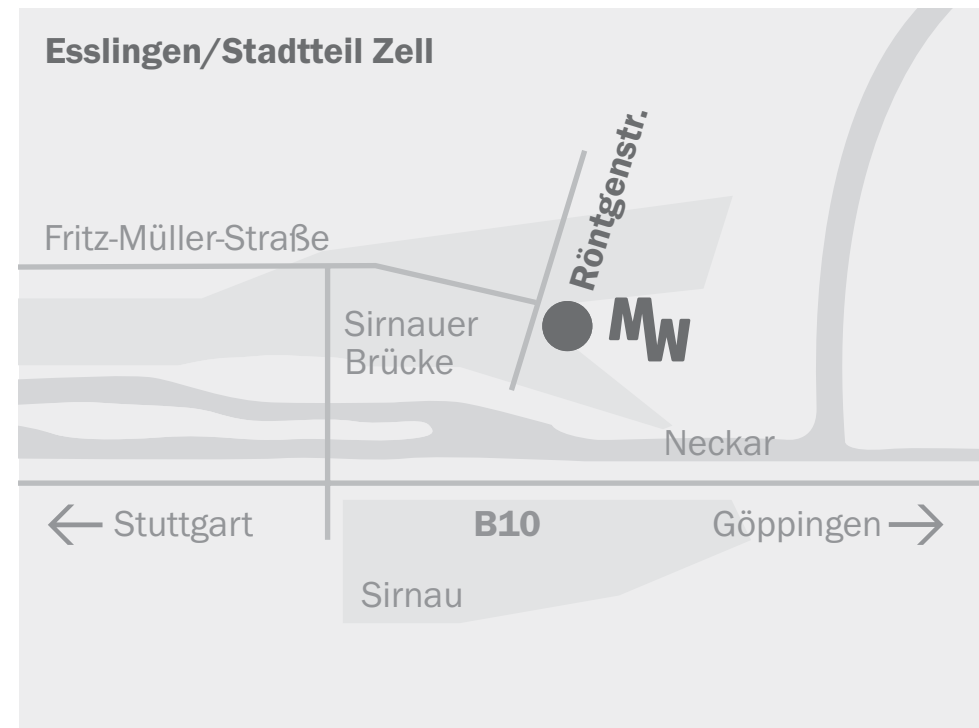 Esslingen/Stadtteil Zell
Röntgenstr.
Fritz-Müller-Straße
Sirnauer
Brücke
MW
Neckar
Stuttgart
B10
Göppingen
Sirnau